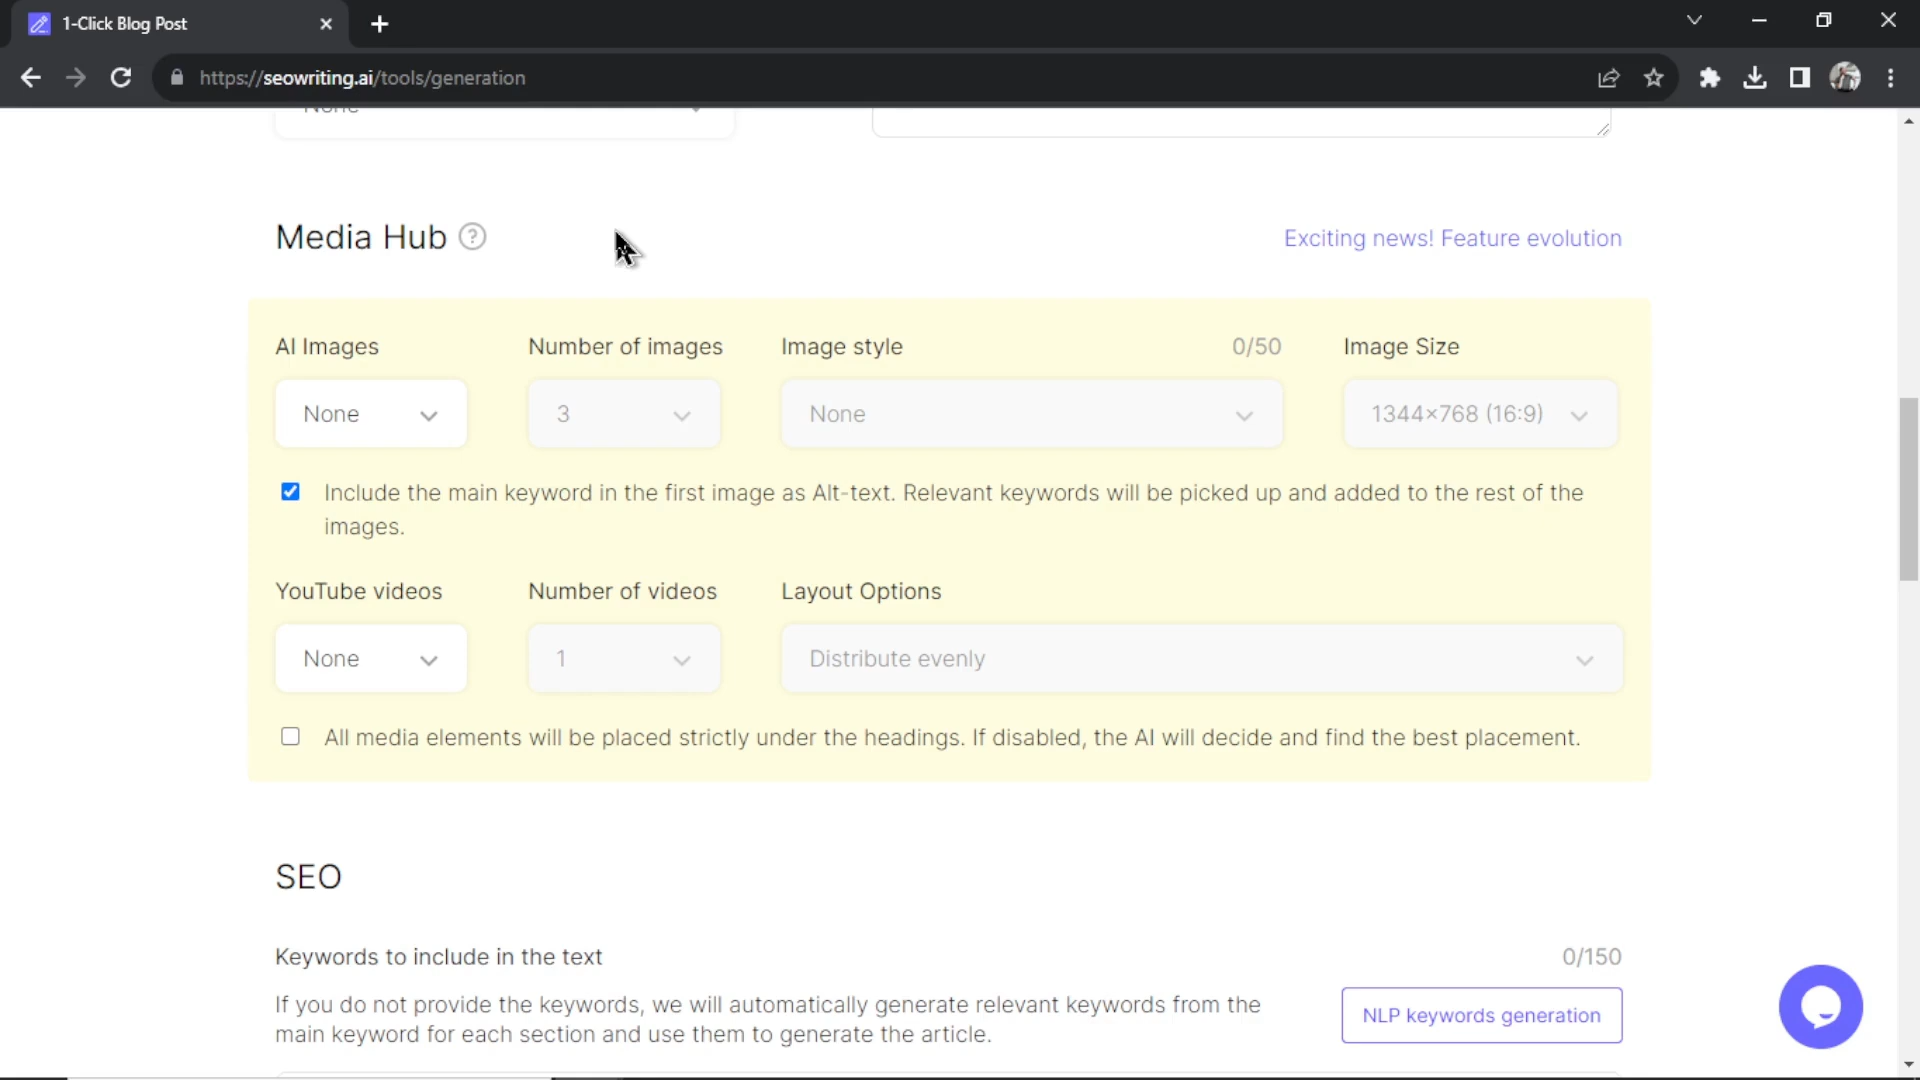 1-Click Blog Post
https://seowriting.ai/tools/generation
None
Media Hub ?
Exciting news! Feature evolution
AI Images
Number of images
Image style
0/50
Image Size
None
3
None
1344×768 (16:9)
Include the main keyword in the first image as Alt-text. Relevant keywords will be picked up and added to the rest of the
images.
YouTube videos
Number of videos
Layout Options
None
1
Distribute evenly
All media elements will be placed strictly under the headings. If disabled, the AI will decide and find the best placement.
SEO
Keywords to include in the text
0/150
If you do not provide the keywords, we will automatically generate relevant keywords from the
main keyword for each section and use them to generate the article.
NLP keywords generation